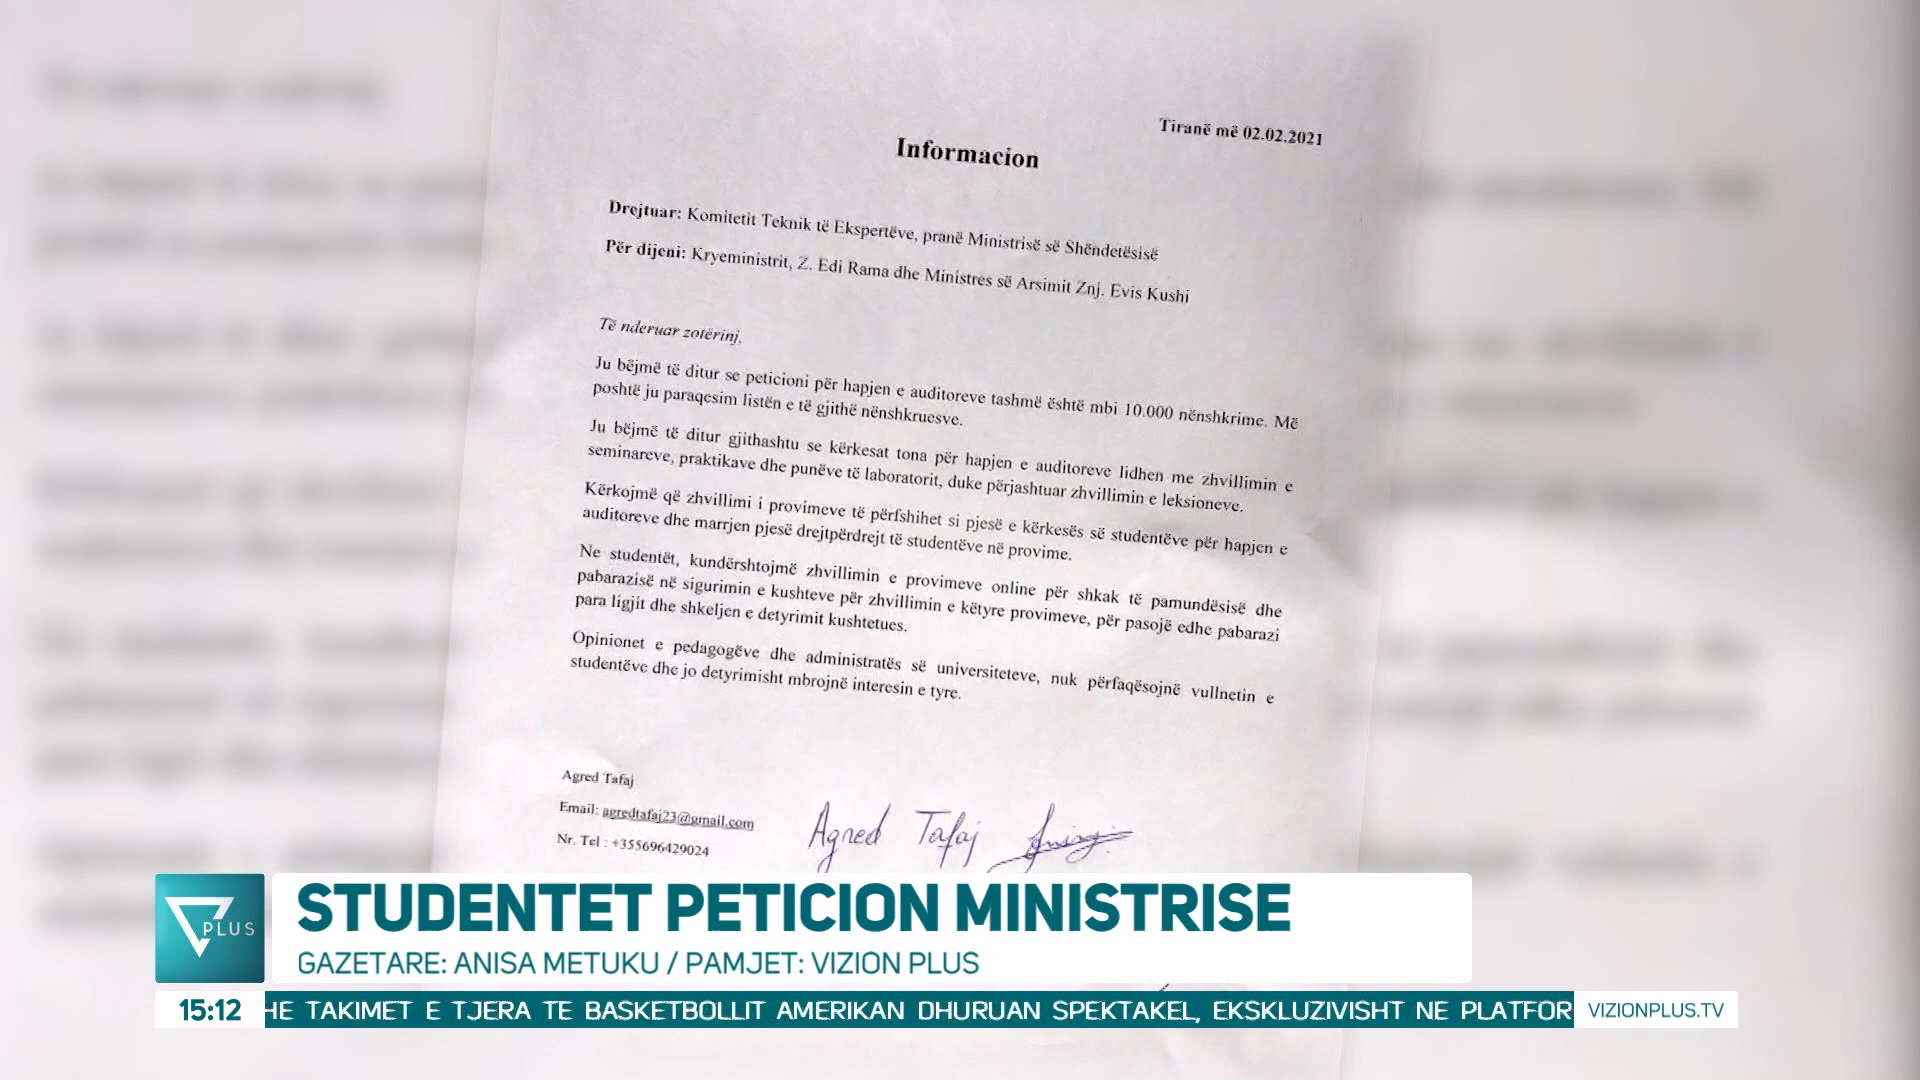 Tiranë më 02.02.2021
Informacion
Drejtuar: Komitetit Teknik të Ekspertëve, pranë Ministrisë së Shëndetësisë
Për dijeni: Kryeministrit, Z. Edi Rama dhe Ministres së Arsimit Znj. Evis Kushi
Të nderuar zotërinj,
Ju bëjmë të ditur se peticioni për hapjen e auditoreve tashmë është mbi 10.000 nënshkrime. Më
poshtë ju paraqesim listën e të gjithë nënshkruesve.
Ju bëjmë të ditur gjithashtu se kërkesat tona për hapjen e auditoreve lidhen me zhvillimin e
seminareve, praktikave dhe punëve të laboratorit, duke përjashtuar zhvillimin e leksioneve.
Kërkojmë që zhvillimi i provimeve të përfshihet si pjesë e kërkesës së studentëve për hapjen e
auditoreve dhe marrjen pjesë drejtpërdrejt të studentëve në provime.
Ne studentët, kundërshtojmë zhvillimin e provimeve online për shkak të pamundësisë dhe
pabarazisë në sigurimin e kushteve për zhvillimin e këtyre provimeve, për pasojë edhe pabarazi
para ligjit dhe shkeljen e detyrimit kushtetues.
Opinionet e pedagogëve dhe administratës së universiteteve, nuk përfaqësojnë vullnetin e
studentëve dhe jo detyrimisht mbrojnë interesin e tyre.
Agred Tafaj
Email: agredtafaj23@gmail.com
Nr. Tel : +355696429024
Agred Tafaj
PLUS
STUDENTET PETICION MINISTRISE
GAZETARE: ANISA METUKU / PAMJET: VIZION PLUS
15:12
HE TAKIMET E TJERA TE BASKETBOLLIT AMERIKAN DHURUAN SPEKTAKEL, EKSKLUZIVISHT NE PLATFOR
VIZIONPLUS.TV